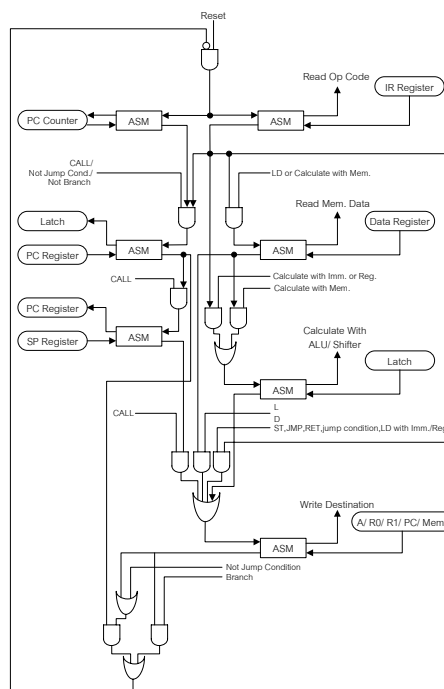 Reset
Read Op Code
IR Register
PC Counter
ASM
ASM
CALL/
Not Jump Cond./
Not Branch
LD or Calculate with Mem.
Read Mem. Data
Latch
Data Register
PC Register
ASM
ASM
CALL
Calculate with Imm. or Reg.
Calculate with Mem.
PC Register
SP Register
ASM
Calculate With
ALU/ Shifter
Latch
ASM
CALL
L
D
ST,JMP,RET,jump condition,LD with Imm./Reg
Write Destination
A/ R0/ R1/ PC/ Mem
ASM
Not Jump Condition
Branch